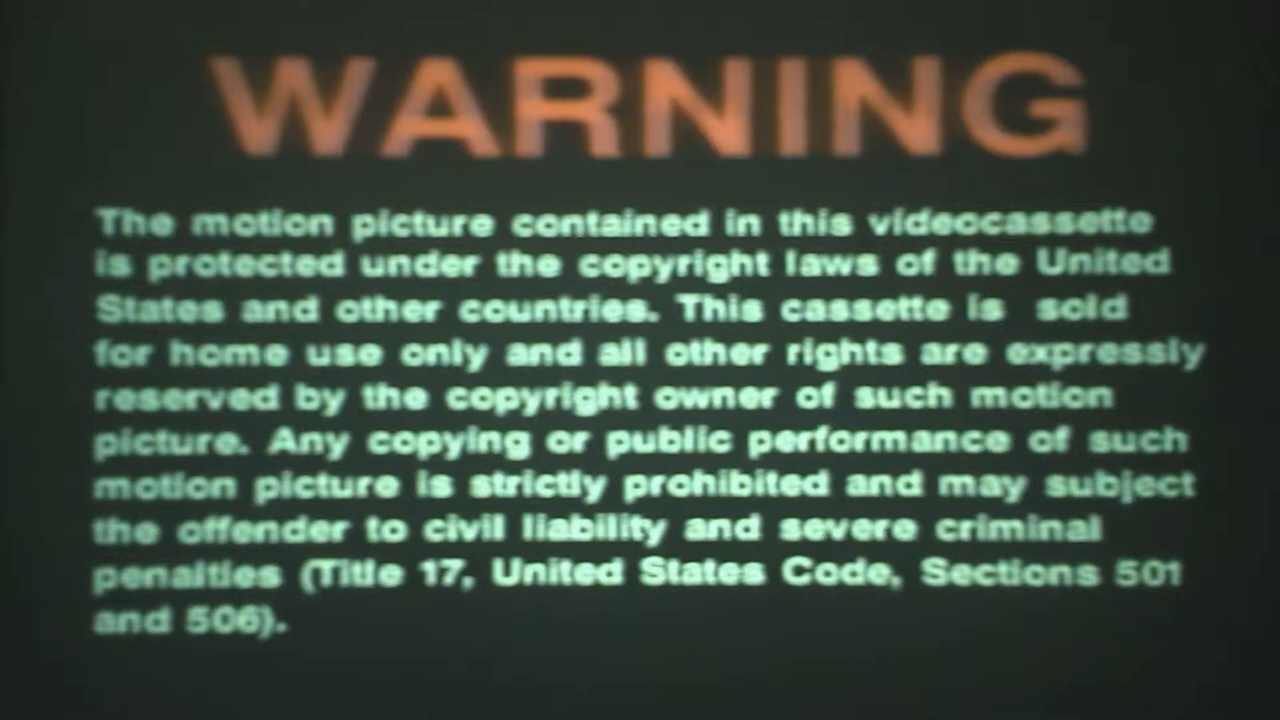 WARNING
The motion picture contained in this videocassette
is protected under the copyright laws of the United
States and other countries. This cassette is sold
for home use only and all other rights are expressly
reserved by the copyright owner of such motion
picture. Any copying or public performance of such
motion picture is strictly prohibited and may subject
the offender to civil liability and severe criminal
penalties (Title 17, United States Code, Sections 501
and 506).